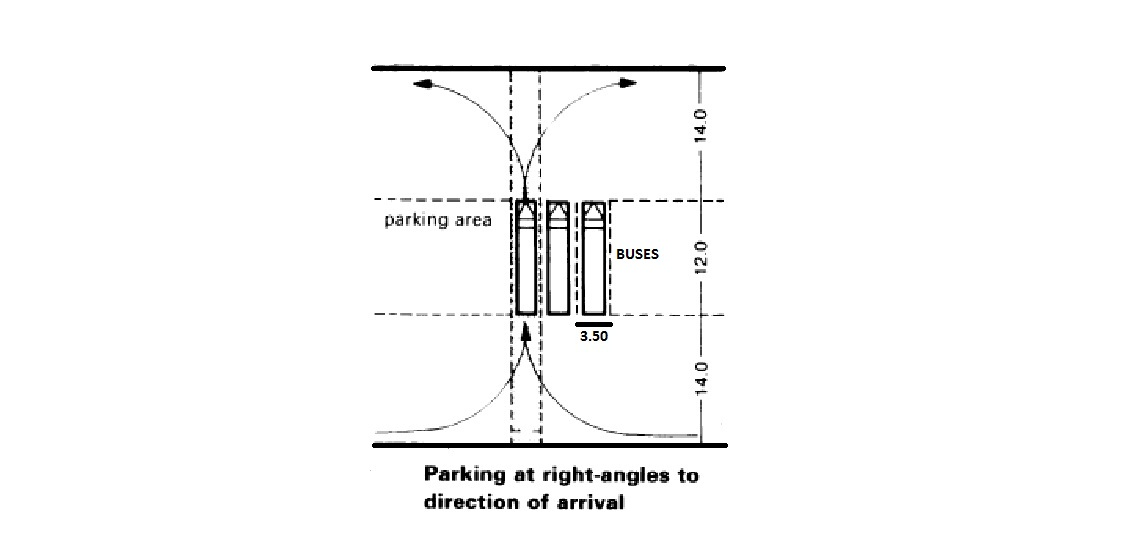 14.0
parking area
BUSES
12.0
3.50
14.0
Parking at right-angles to
direction of arrival